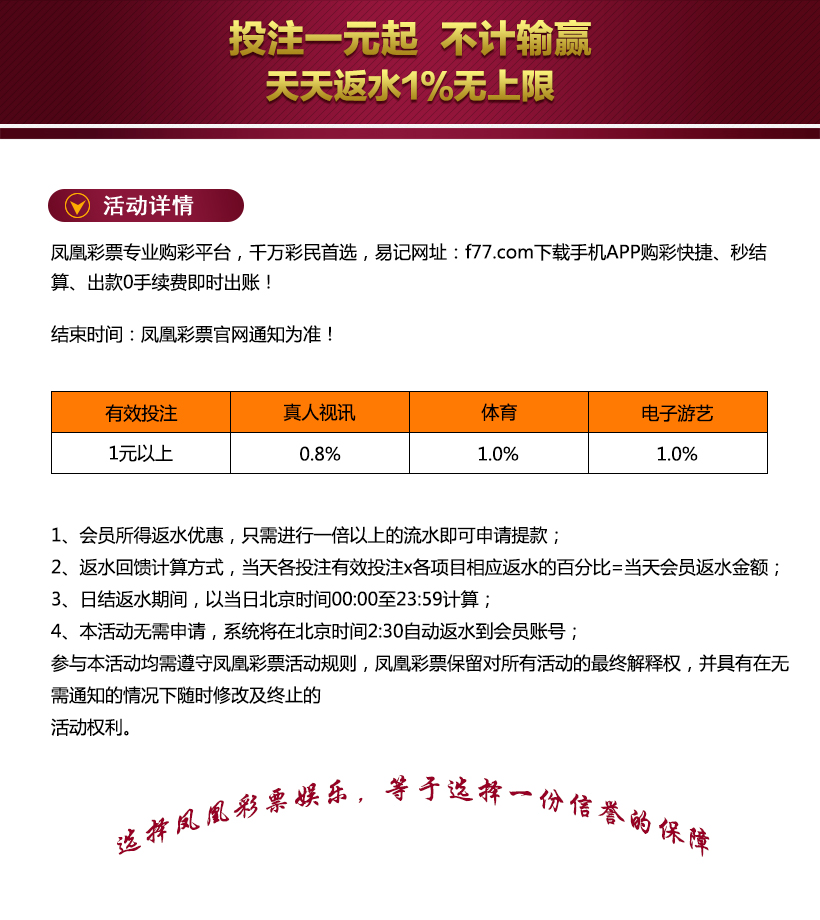 投注一元起 不计输赢
天天返水1%无上限
活动详情
凤凰彩票专业购彩平台，千万彩民首选，易记网址：f77.com下载手机APP购彩快捷、秒结
算、出款0手续费即时出账！
结束时间：凤凰彩票官网通知为准！
有效投注 真人视讯 体育 电子游艺
1元以上 0.8% 1.0% 1.0%
1、会员所得返水优惠，只需进行一倍以上的流水即可申请提款；
2、返水回馈计算方式，当天各投注有效投注x各项目相应返水的百分比=当天会员返水金额；
3、日结返水期间，以当日北京时间00:00至23:59计算；
4、本活动无需申请，系统将在北京时间2:30自动返水到会员账号；
参与本活动均需遵守凤凰彩票活动规则，凤凰彩票保留对所有活动的最终解释权，并具有在无
需通知的情况下随时修改及终止的
活动权利。
选择凤凰彩票娱乐，等于选择一份信誉的保障